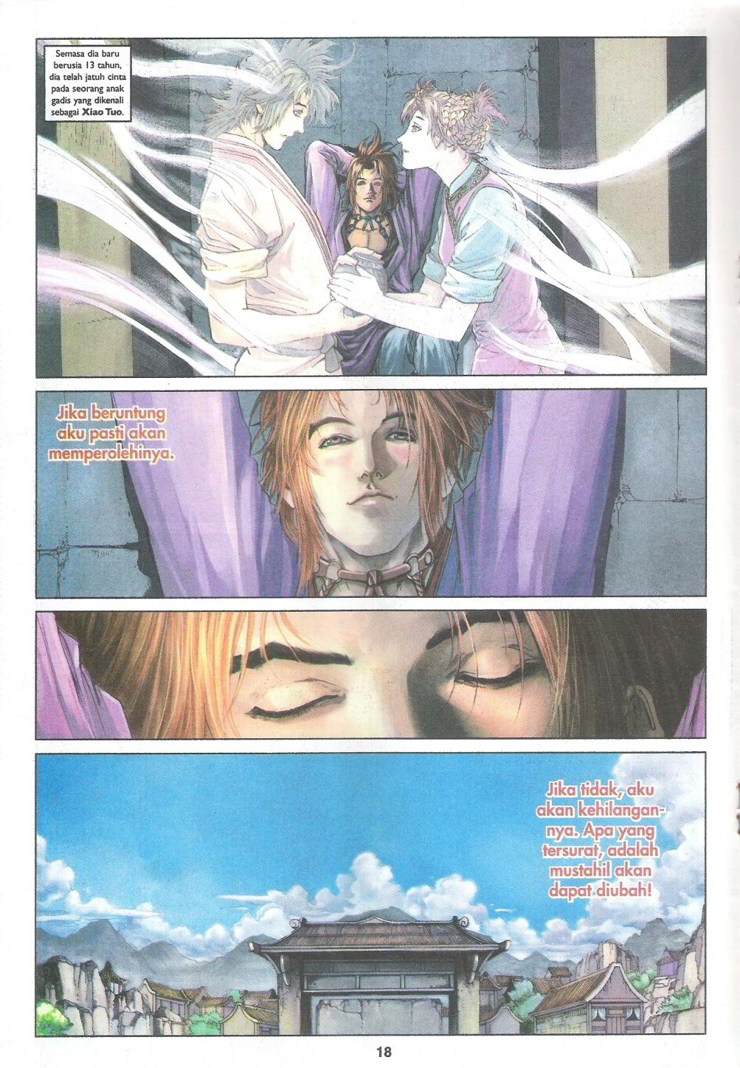 Semasa dia baru
berusia 13 tahun,
dia telah jatuh cinta
pada seorang anak
gadis yang dikenali
sebagai Xiao Tuo.
Jika beruntung
aku pasti akan
memperolehinya.
Jika tidak, aku
akan kehilangan-
nya. Apa yang
tersurat, adalah
mustahil akan
dapat diubah!
18